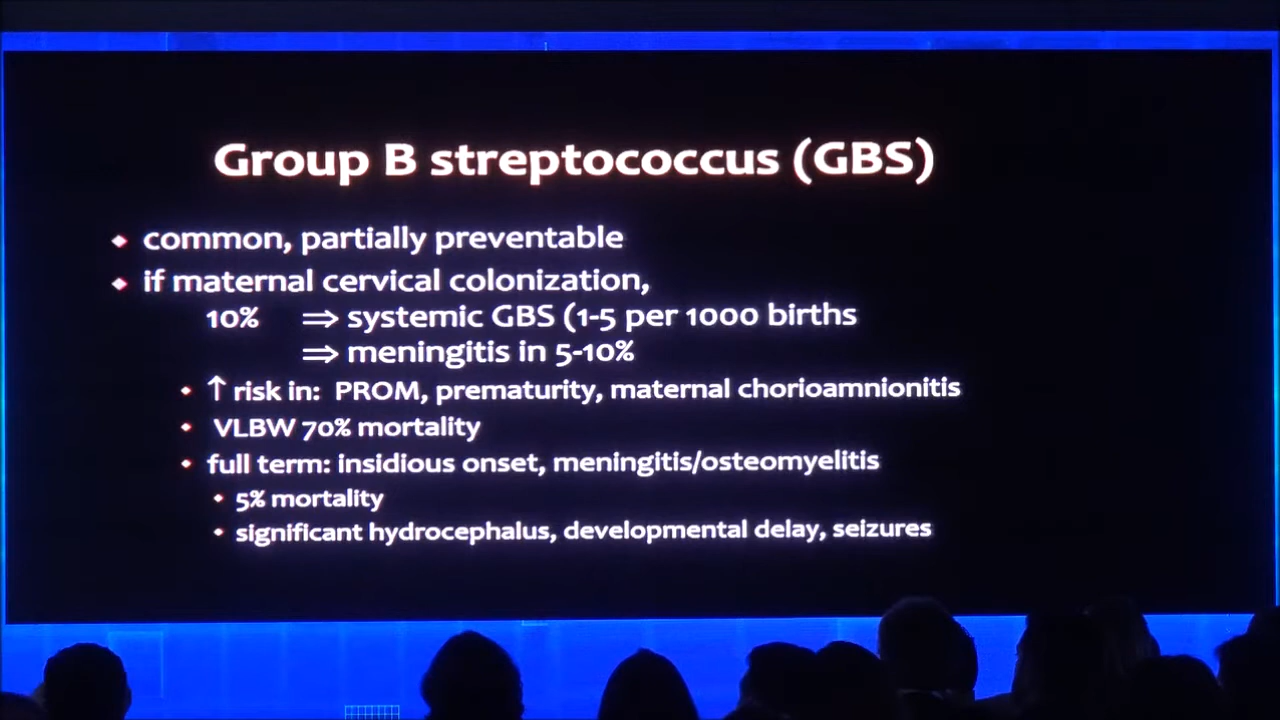 Group B streptococcus (GBS)
◆ common, partially preventable
◆ if maternal cervical colonization,
10% ⇒ systemic GBS (1-5 per 1000 births
⇒ meningitis in 5-10%
◆ ↑ risk in: PROM, prematurity, maternal chorioamnionitis
◆ VLBW 70% mortality
◆ full term: insidious onset, meningitis/osteomyelitis
◆ 5% mortality
◆ significant hydrocephalus, developmental delay, seizures